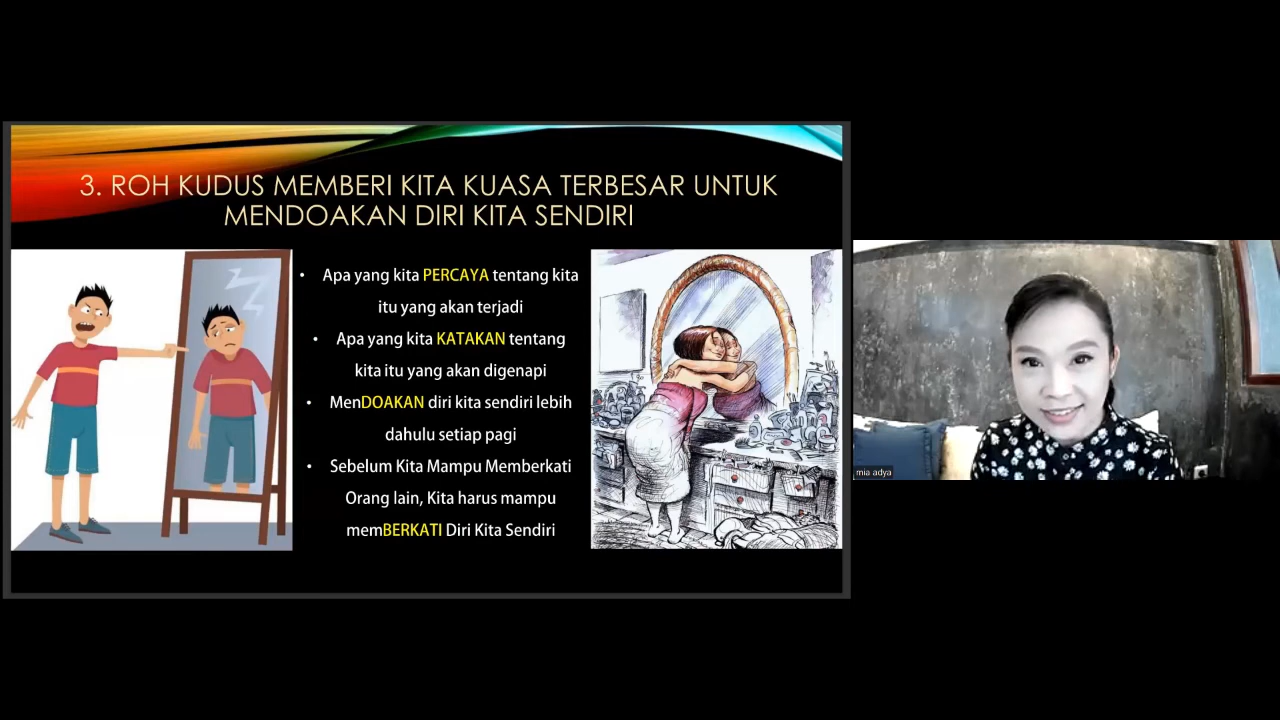 3. ROH KUDUS MEMBERI KITA KUASA TERBESAR UNTUK
MENDOAKAN DIRI KITA SENDIRI
• Apa yang kita PERCAYA tentang kita
itu yang akan terjadi
• Apa yang kita KATAKAN tentang
kita itu yang akan digenapi
• MenDOAKAN diri kita sendiri lebih
dahulu setiap pagi
• Sebelum Kita Mampu Memberkati
Orang lain, Kita harus mampu
memBERKATI Diri Kita Sendiri
mia adya